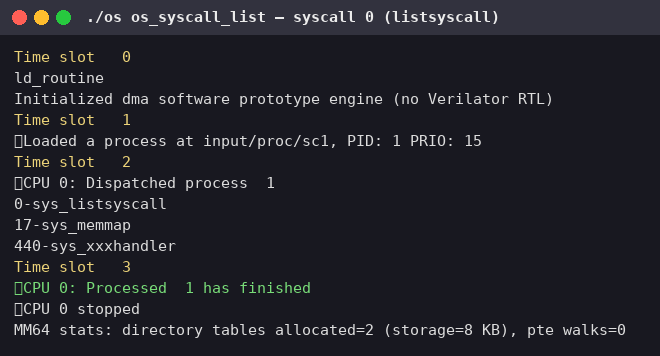 ./os os_syscall_list — syscall 0 (listsyscall)
Time slot   0
ld_routine
Initialized dma software prototype engine (no Verilator RTL)
Time slot   1
Loaded a process at input/proc/sc1, PID: 1 PRIO: 15
Time slot   2
CPU 0: Dispatched process  1
0-sys_listsyscall
17-sys_memmap
440-sys_xxxhandler
Time slot   3
CPU 0: Processed  1 has finished
CPU 0 stopped
MM64 stats: directory tables allocated=2 (storage=8 KB), pte walks=0